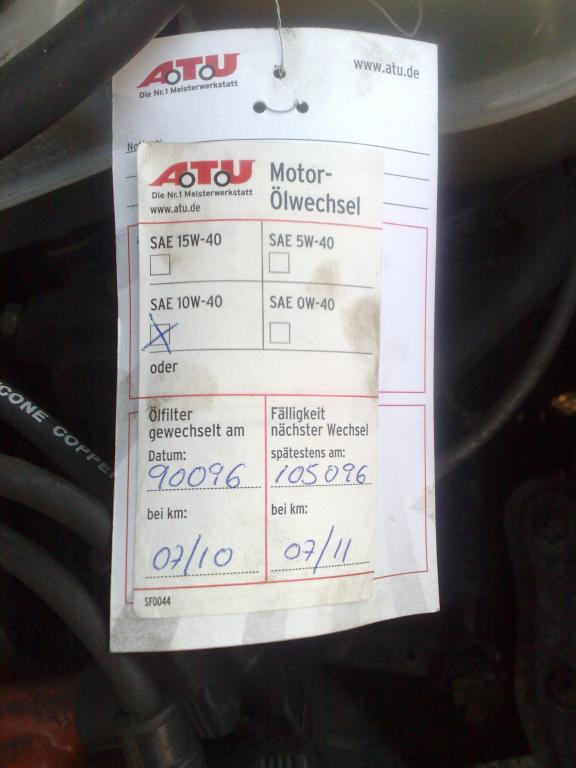 ATU
Die Nr.1 Meisterwerkstatt
www.atu.de
ATU
Die Nr.1 Meisterwerkstatt
www.atu.de
Motor-
Ölwechsel
SAE 15W-40
SAE 5W-40
SAE 10W-40
SAE 0W-40
oder
Ölfilter
gewechselt am
Datum:
90096
bei km:
07/10
Fälligkeit
nächster Wechsel
spätestens am:
105096
bei km:
07/11
SF0044
CONE COPPER